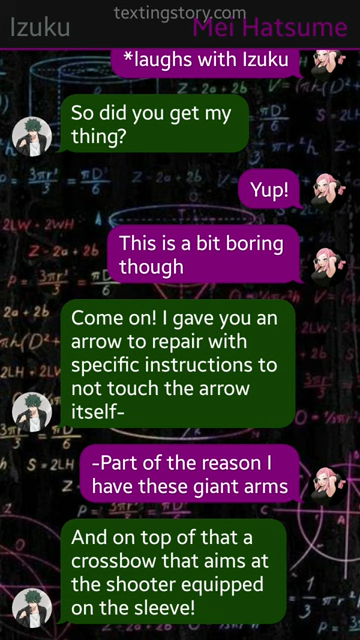 textingstory.com
Izuku
Mei Hatsume
*laughs with Izuku
So did you get my
thing?
Yup!
This is a bit boring
though
Come on! I gave you an
arrow to repair with
specific instructions to
not touch the arrow
itself-
-Part of the reason I
have these giant arms
And on top of that a
crossbow that aims at
the shooter equipped
on the sleeve!